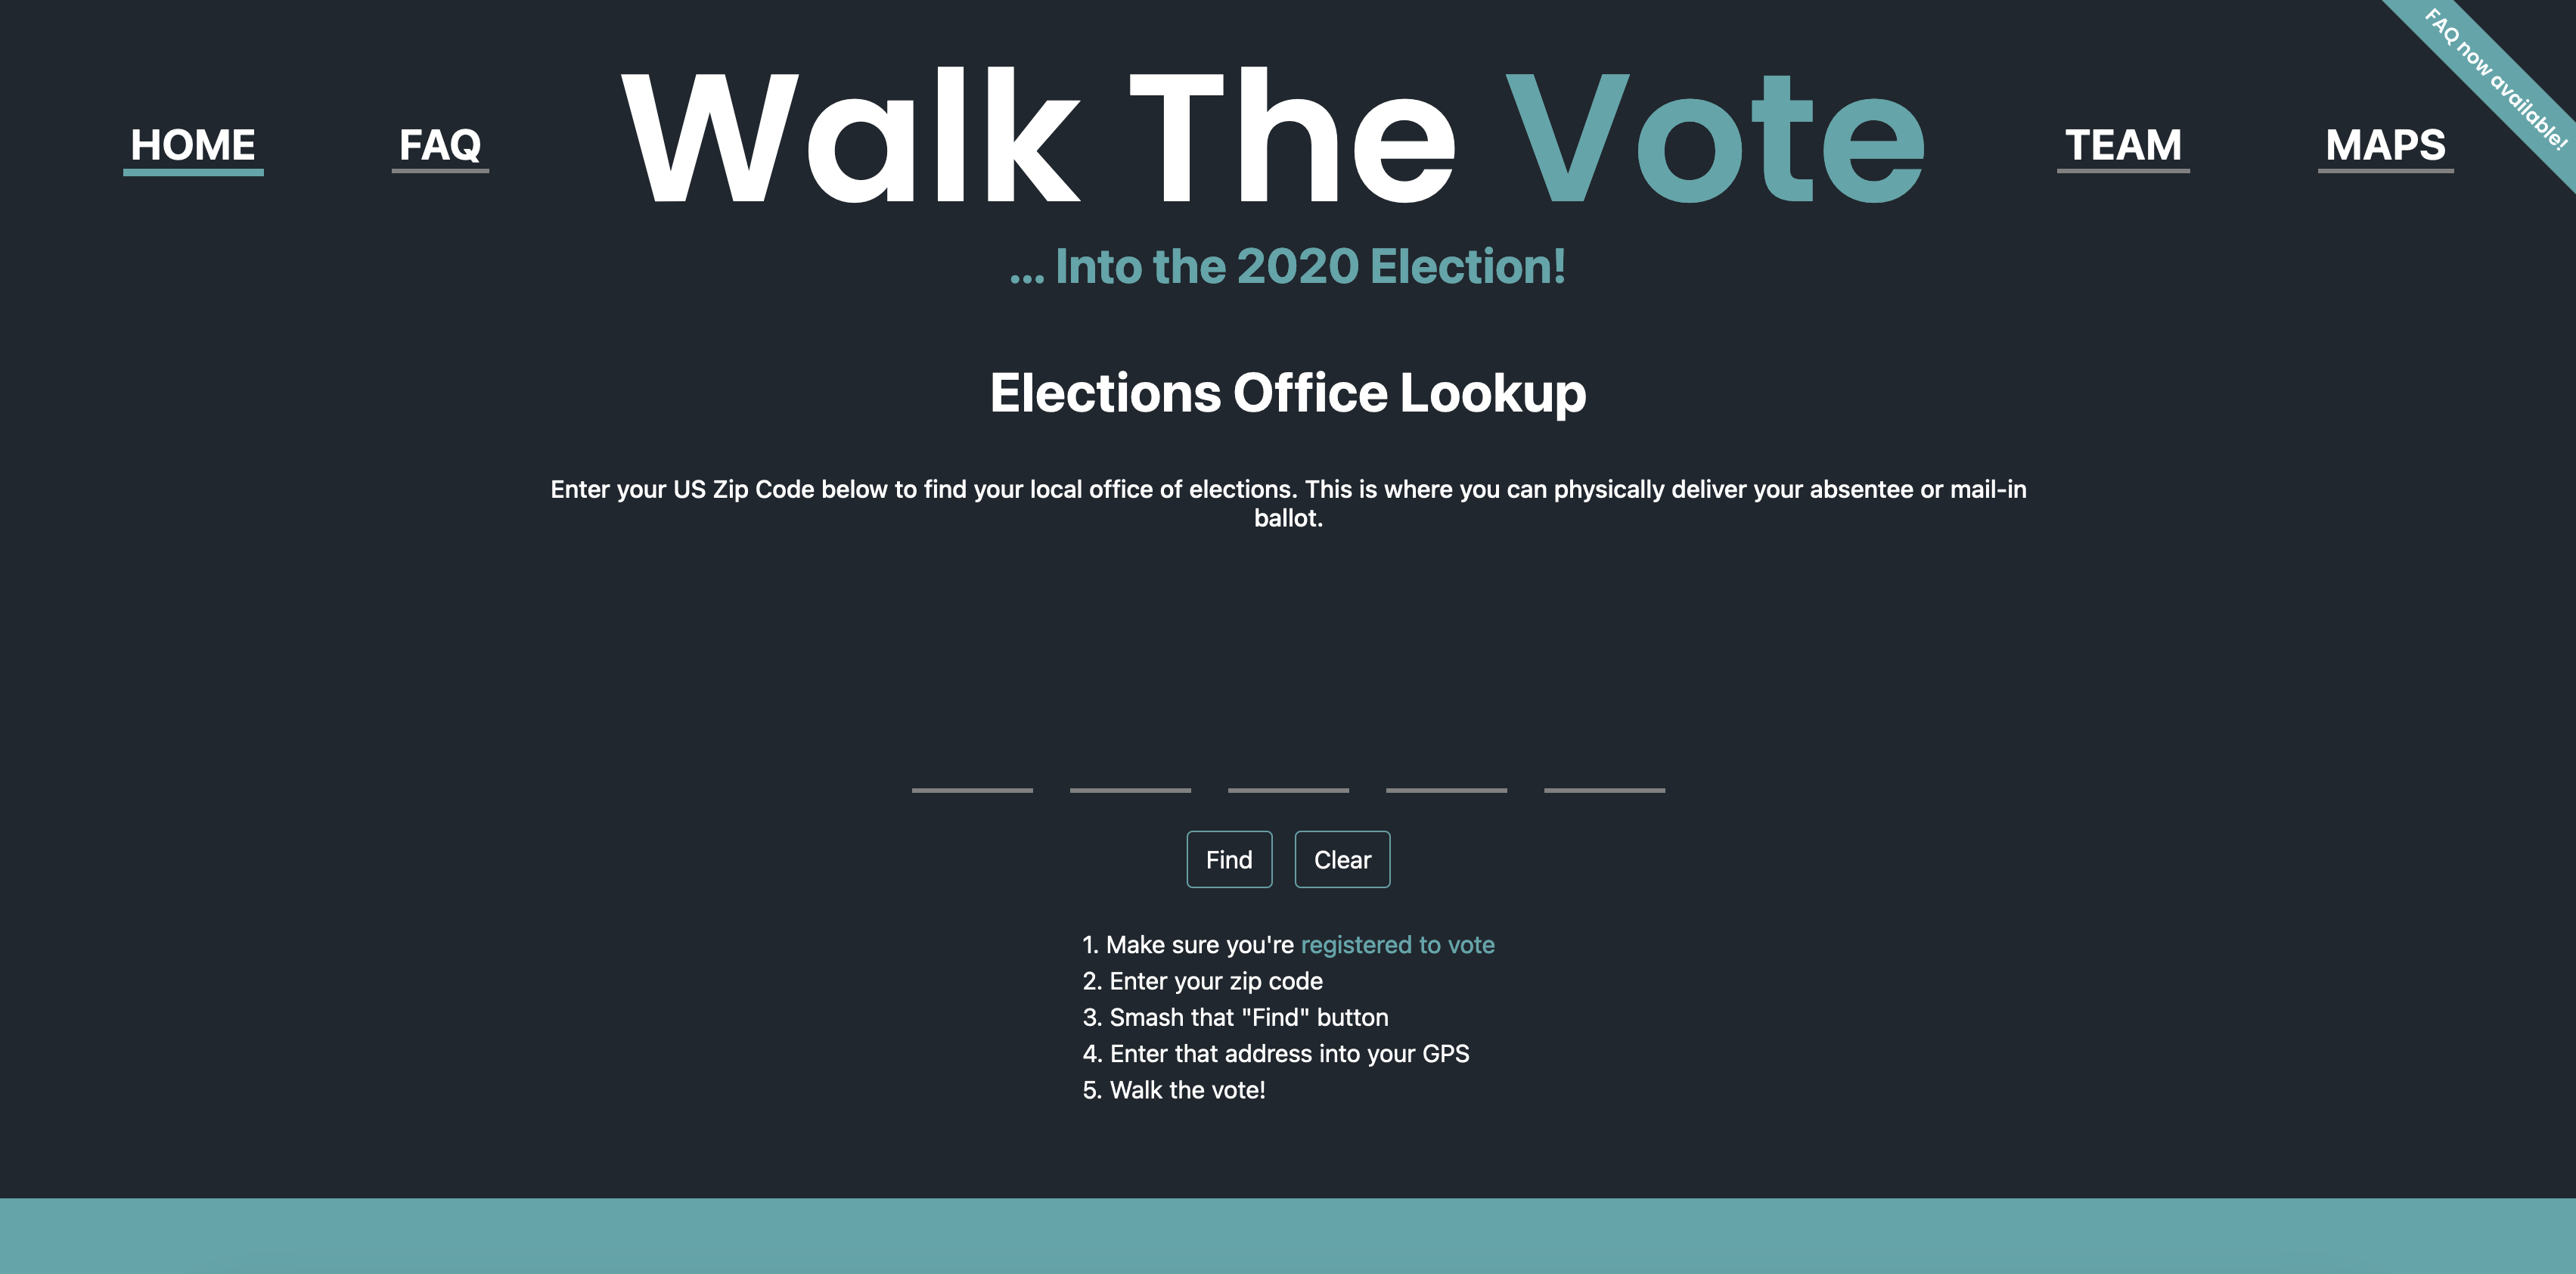 HOME
FAQ
Walk The Vote
TEAM
MAPS
FAQ now available!
... Into the 2020 Election!
Elections Office Lookup
Enter your US Zip Code below to find your local office of elections. This is where you can physically deliver your absentee or mail-in
ballot.
Find
Clear
1. Make sure you're registered to vote
2. Enter your zip code
3. Smash that "Find" button
4. Enter that address into your GPS
5. Walk the vote!